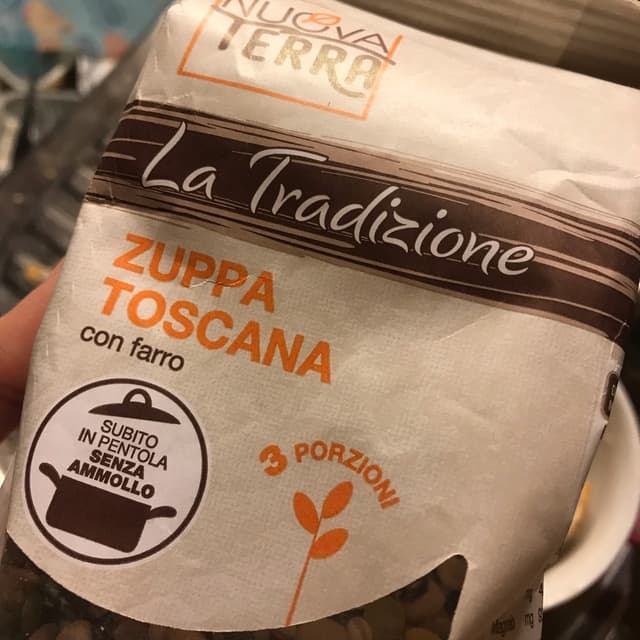 NUOVA
TERRA
La Tradizione
ZUPPA
TOSCANA
con farro
SUBITO
IN PENTOLA
SENZA
AMMOLLO
3 PORZIONI